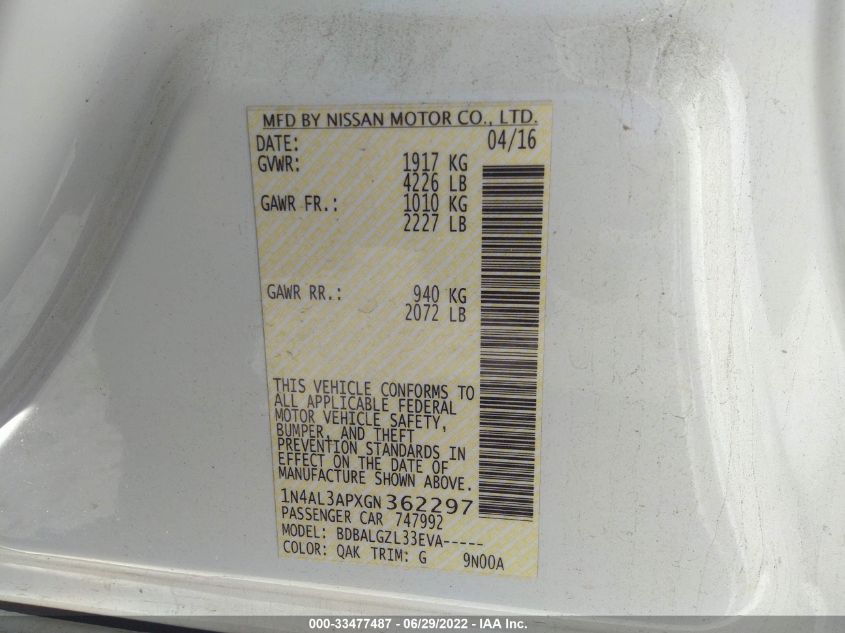 MFD BY NISSAN MOTOR CO., LTD.
DATE: 04/16
GVWR: 1917 KG
4226 LB
GAWR FR.: 1010 KG
2227 LB
GAWR RR.: 940 KG
2072 LB
THIS VEHICLE CONFORMS TO
ALL APPLICABLE FEDERAL
MOTOR VEHICLE SAFETY,
BUMPER, AND THEFT
PREVENTION STANDARDS IN
EFFECT ON THE DATE OF
MANUFACTURE SHOWN ABOVE.
1N4AL3APXGN362297
PASSENGER CAR 747992
MODEL: BDBALGZL33EVA-----
COLOR: QAK TRIM: G 9N00A
000-33477487 - 06/29/2022 - IAA Inc.